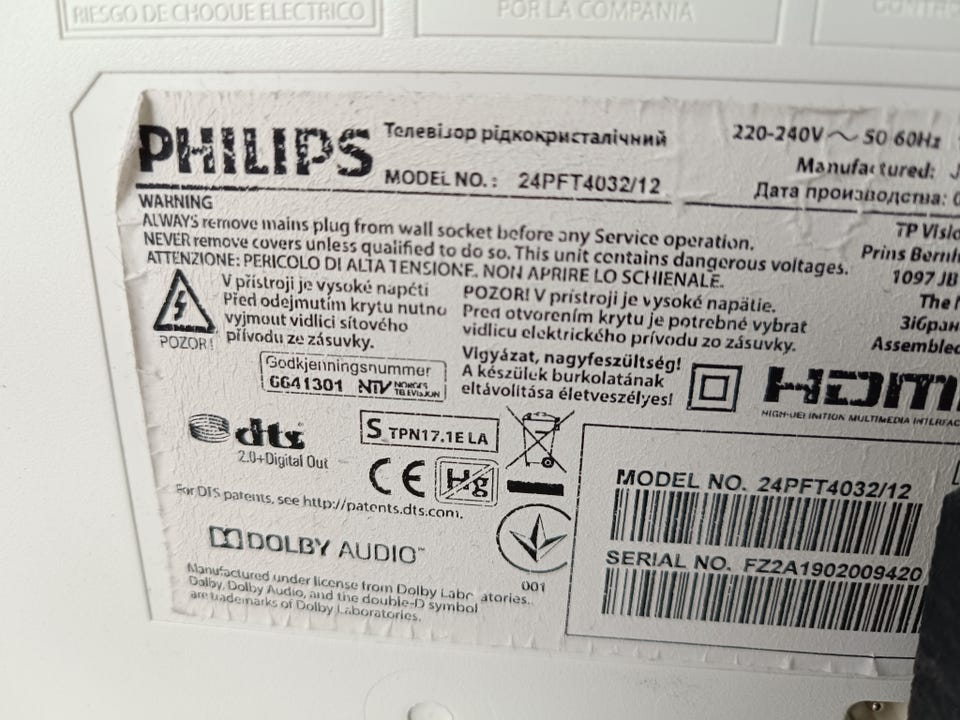 RIESGO DE CHOQUE ELECTRICO
POR LA COMPANIA
PHILIPS
Телевізор рідкокристалічний
MODEL NO.: 24PFT4032/12
220-240V ~ 50 60Hz
Manufactured:
Дата производства:
WARNING
ALWAYS remove mains plug from wall socket before any Service operation.
NEVER remove covers unless qualified to do so. This unit contains dangerous voltages.
ATTENZIONE: PERICOLO DI ALTA TENSIONE. NON APRIRE LO SCHIENALE.
TP
Prins
1097 JB
Assembled
V přístroji je vysoké napětí
Před odejmutím krytu nutno
vyjmout vidlici síťového
přívodu ze zásuvky.
POZOR!
POZOR! V prístroji je vysoké napätie.
Pred otvorením krytu je potrebné vybrat
vidlicu elektrického prívodu zo zásuvky.
Vigyázat, nagyfeszültség!
A készülék burkolatának
eltávolítása életveszélyes!
Godkjenningsnummer
6641301 NTV NORGES TELEVISJON
HDMI
HIGH-DEFINITION MULTIMEDIA INTERFAC
dts
2.0+Digital Out
S TPN17.1E LA
CE Hg
For DTS patents, see http://patents.dts.com.
DOLBY AUDIO™
001
Manufactured under license from Dolby Laboratories.
Dolby, Dolby Audio, and the double-D symbol
are trademarks of Dolby Laboratories.
MODEL NO. 24PFT4032/12
SERIAL NO. FZ2A1902009420